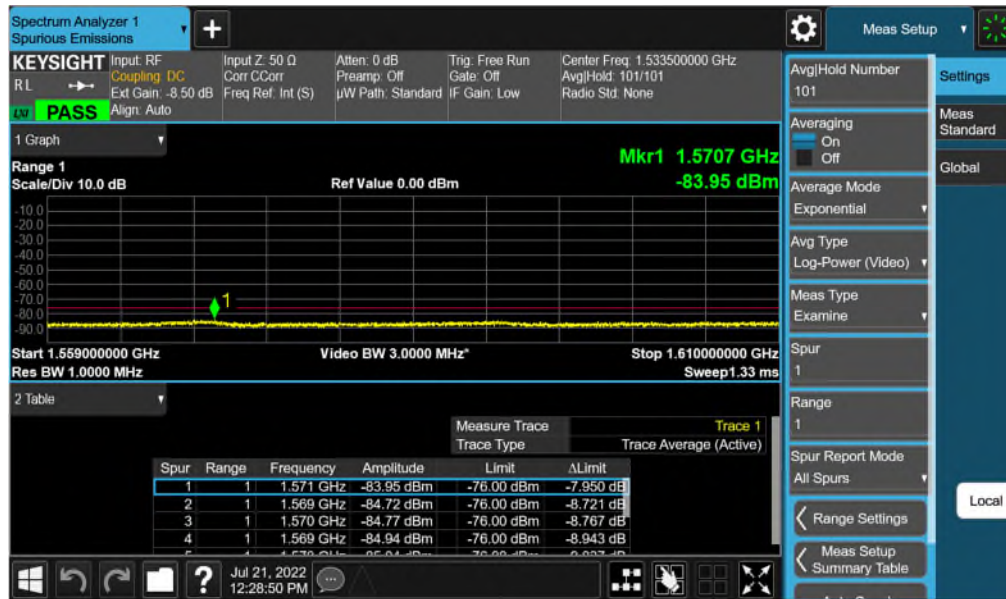 Spectrum Analyzer 1
Spurious Emissions
+
Meas Setup
KEYSIGHT Input: RF Input Z: 50 Ω Atten: 0 dB Trig: Free Run Center Freq: 1.533500000 GHz
RL Coupling: DC Corr CCorr Preamp: Off Gate: Off Avg|Hold: 101/101
Ext Gain: -8.50 dB Freq Ref: Int (S) µW Path: Standard IF Gain: Low Radio Std: None
LXI PASS Align: Auto
1 Graph
Range 1
Scale/Div 10.0 dB Ref Value 0.00 dBm
Mkr1 1.5707 GHz
-83.95 dBm
-10.0
-20.0
-30.0
-40.0
-50.0
-60.0
-70.0
-80.0
-90.0
1
Start 1.559000000 GHz Video BW 3.0000 MHz* Stop 1.610000000 GHz
Res BW 1.0000 MHz Sweep1.33 ms
2 Table
Measure Trace Trace 1
Trace Type Trace Average (Active)
Spur Range Frequency Amplitude Limit ΔLimit
1 1 1.571 GHz -83.95 dBm -76.00 dBm -7.950 dB
2 1 1.569 GHz -84.72 dBm -76.00 dBm -8.721 dB
3 1 1.570 GHz -84.77 dBm -76.00 dBm -8.767 dB
4 1 1.569 GHz -84.94 dBm -76.00 dBm -8.943 dB
?
Jul 21, 2022
12:28:50 PM
Avg|Hold Number
101
Averaging
On
Off
Average Mode
Exponential
Avg Type
Log-Power (Video)
Meas Type
Examine
Spur
1
Range
1
Spur Report Mode
All Spurs
Range Settings
Meas Setup
Summary Table
Settings
Meas
Standard
Global
Local